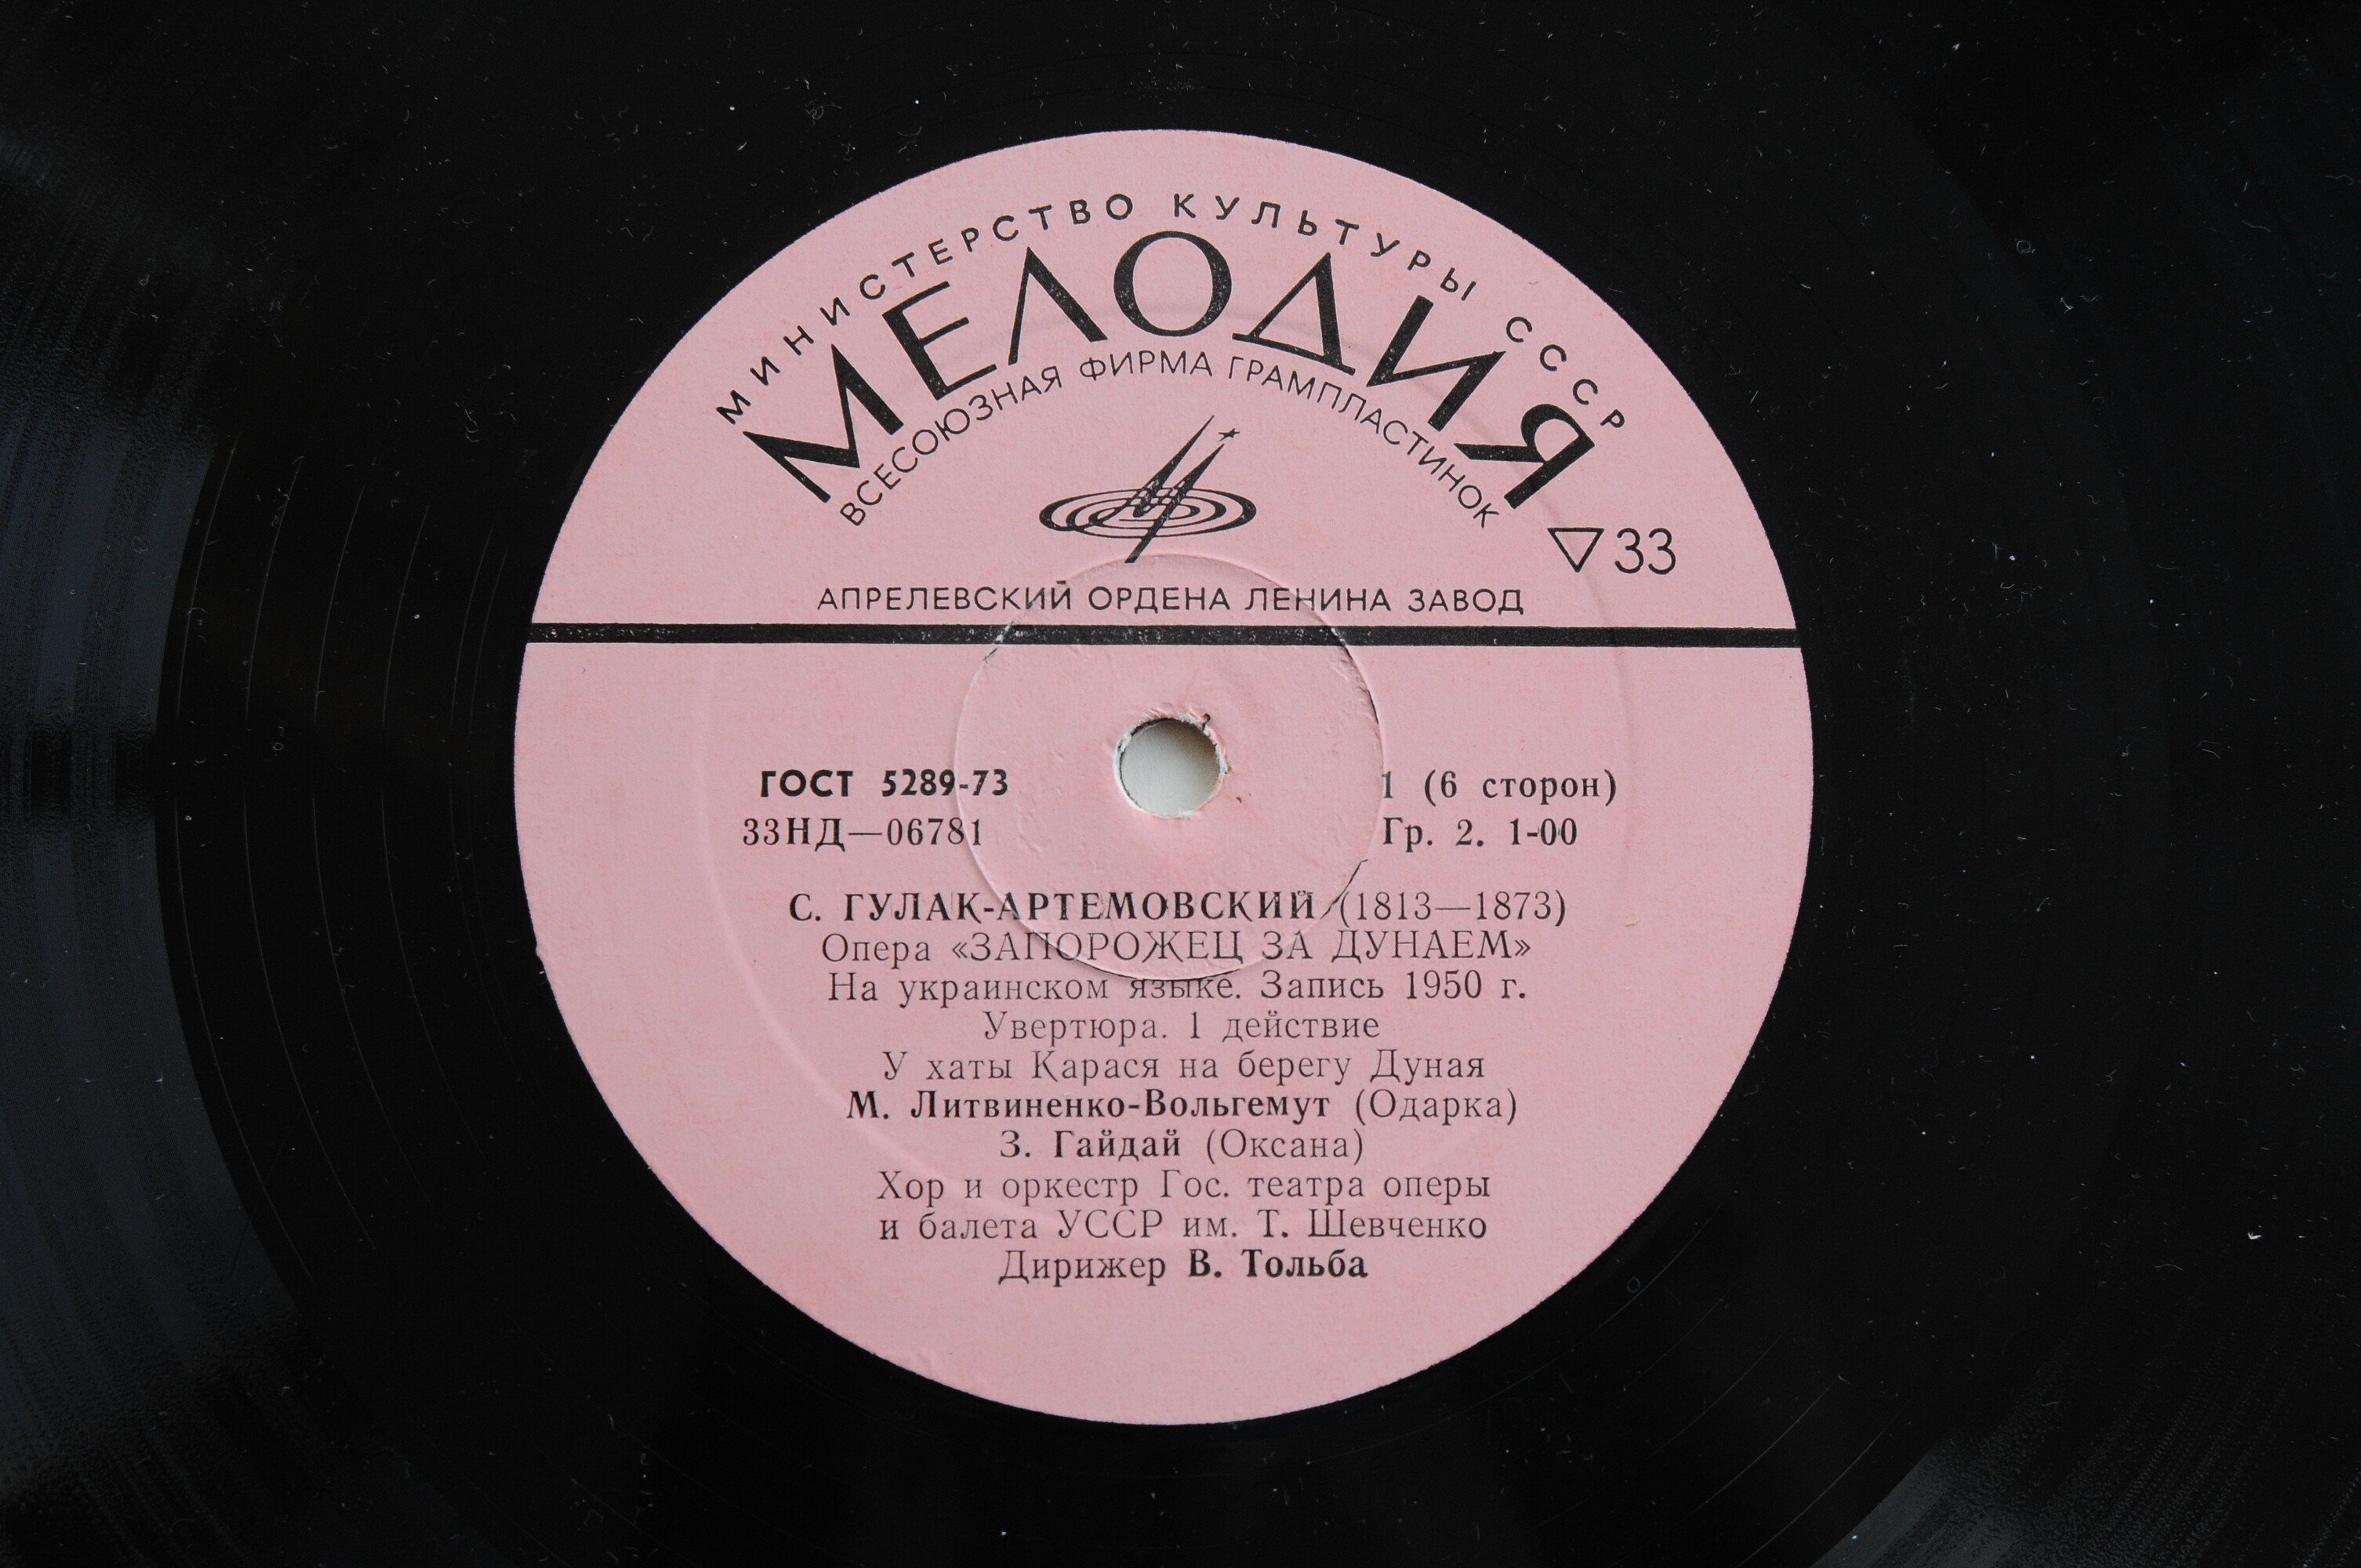 МИНИСТЕРСТВО КУЛЬТУРЫ СССР
МЕЛОДИЯ
ВСЕСОЮЗНАЯ ФИРМА ГРАМПЛАСТИНОК
▽33
АПРЕЛЕВСКИЙ ОРДЕНА ЛЕНИНА ЗАВОД
ГОСТ 5289-73
33НД—06781
1 (6 сторон)
Гр. 2. 1-00
С. ГУЛАК-АРТЕМОВСКИЙ (1813—1873)
Опера «ЗАПОРОЖЕЦ ЗА ДУНАЕМ»
На украинском языке. Запись 1950 г.
Увертюра. 1 действие
У хаты Карася на берегу Дуная
М. Литвиненко-Вольгемут (Одарка)
З. Гайдай (Оксана)
Хор и оркестр Гос. театра оперы
и балета УССР им. Т. Шевченко
Дирижер В. Тольба